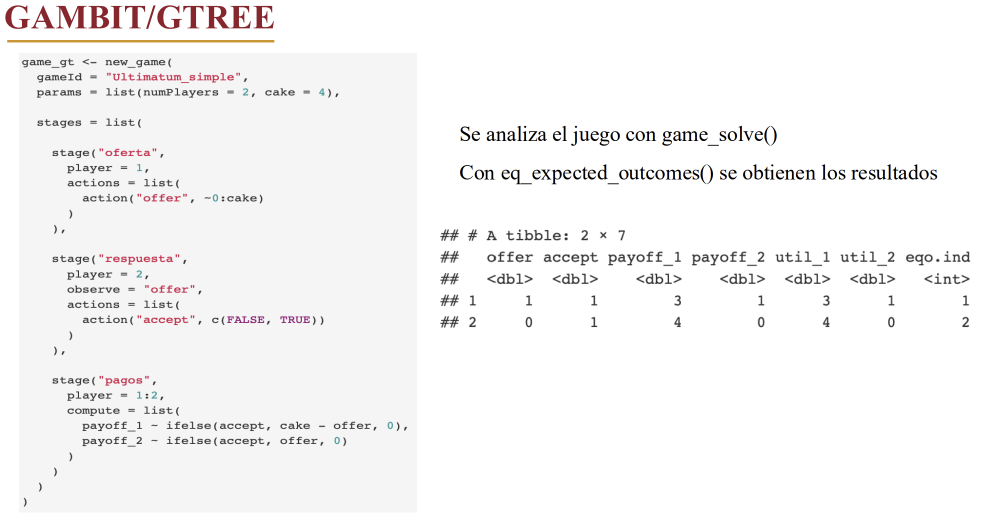 GAMBIT/GTREE
game_gt <- new_game(
  gameId = "Ultimatum_simple",
  params = list(numPlayers = 2, cake = 4),
  stages = list(
    stage("oferta",
      player = 1,
      actions = list(
        action("offer", ~0:cake)
      )
    ),
    stage("respuesta",
      player = 2,
      observe = "offer",
      actions = list(
        action("accept", c(FALSE, TRUE))
      )
    ),
    stage("pagos",
      player = 1:2,
      compute = list(
        payoff_1 ~ ifelse(accept, cake - offer, 0),
        payoff_2 ~ ifelse(accept, offer, 0)
      )
    )
  )
)
Se analiza el juego con game_solve()
Con eq_expected_outcomes() se obtienen los resultados
## # A tibble: 2 × 7
##   offer accept payoff_1 payoff_2 util_1 util_2 eqo.ind
##   <dbl>  <dbl>    <dbl>    <dbl>  <dbl>  <dbl>   <int>
## 1     1      1        3        1      3      1       1
## 2     0      1        4        0      4      0       2